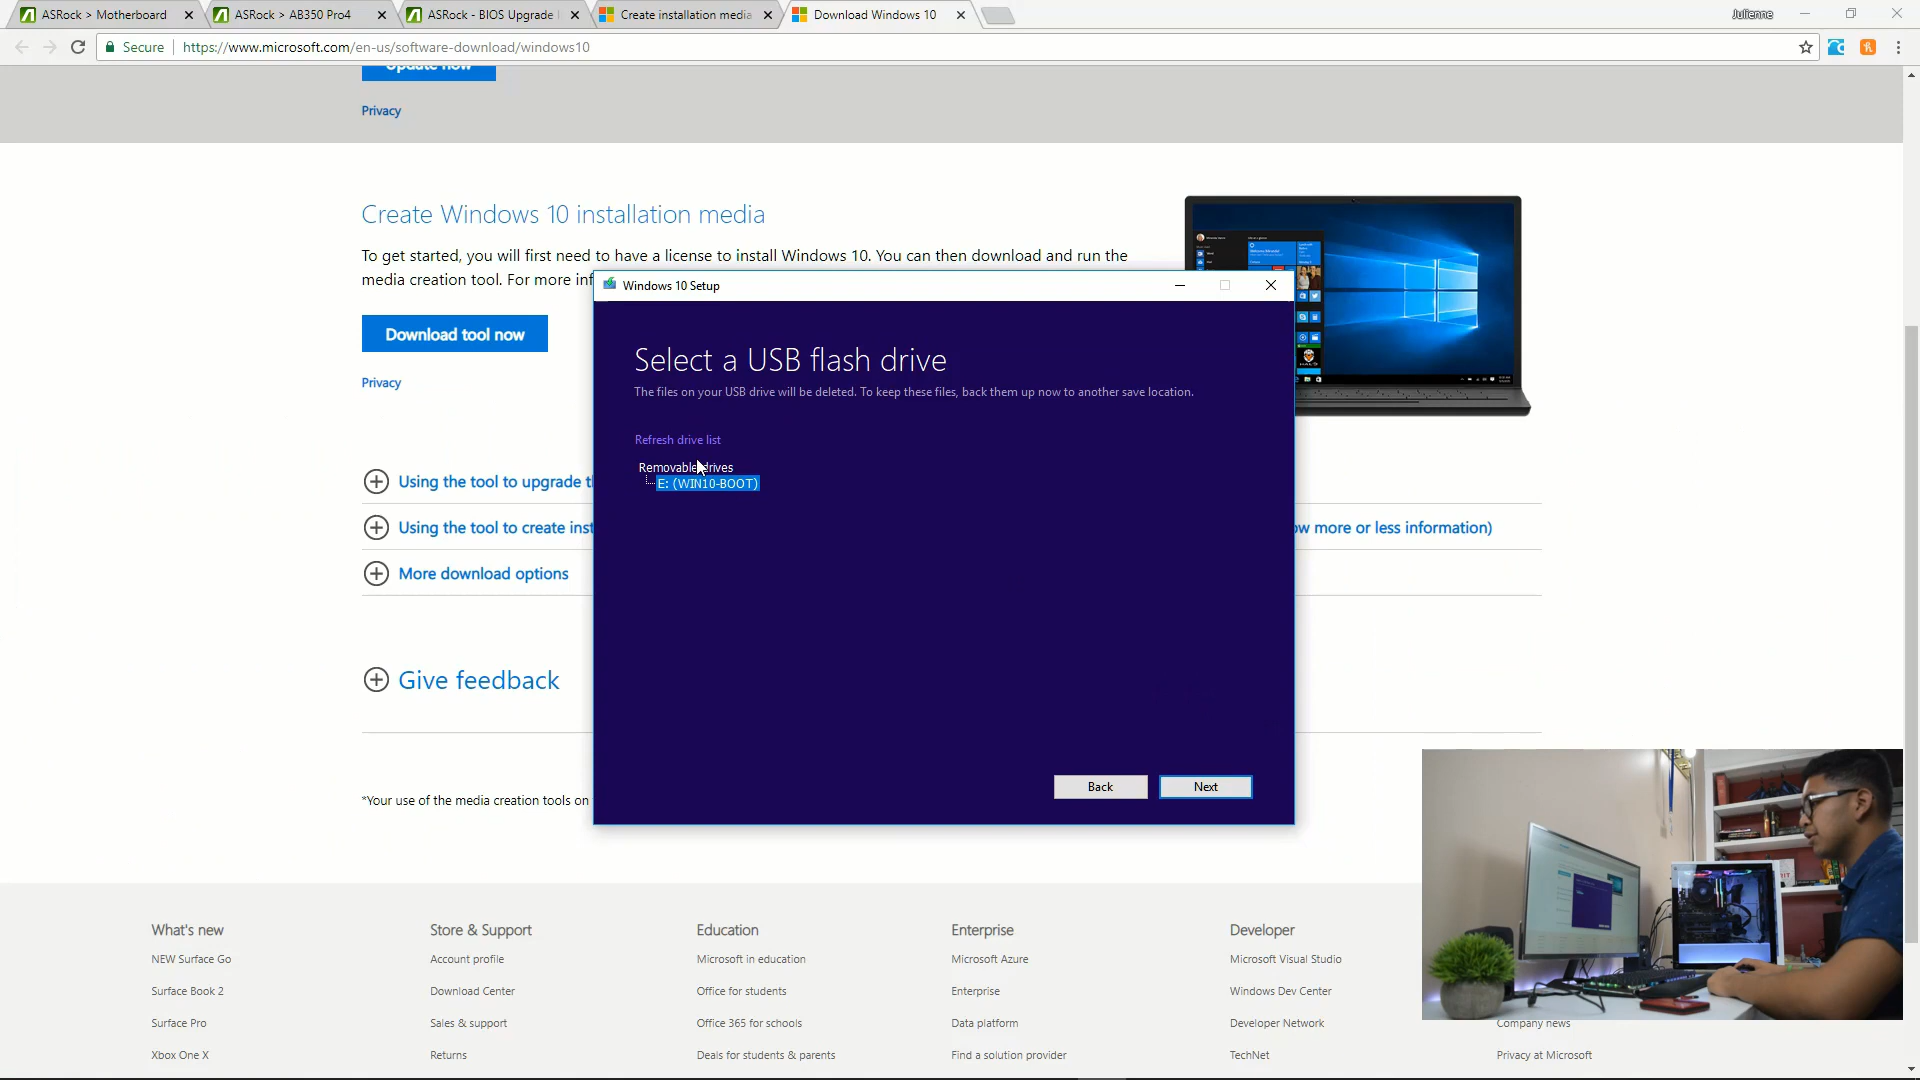 ASRock > Motherboard
ASRock > AB350 Pro4
ASRock - BIOS Upgrade
Create installation media
Download Windows 10
Julienne
Secure
https://www.microsoft.com/en-us/software-download/windows10
Update now
Privacy
Create Windows 10 installation media
To get started, you will first need to have a license to install Windows 10. You can then download and run the
media creation tool. For more inf
Download tool now
Privacy
Windows 10 Setup
Select a USB flash drive
The files on your USB drive will be deleted. To keep these files, back them up now to another save location.
Refresh drive list
Removable drives
E: (WIN10-BOOT)
Back
Next
Using the tool to upgrade t
Using the tool to create inst
ow more or less information)
More download options
Give feedback
*Your use of the media creation tools on
What's new
NEW Surface Go
Surface Book 2
Surface Pro
Xbox One X
Store & Support
Account profile
Download Center
Sales & support
Returns
Education
Microsoft in education
Office for students
Office 365 for schools
Deals for students & parents
Enterprise
Microsoft Azure
Enterprise
Data platform
Find a solution provider
Developer
Microsoft Visual Studio
Windows Dev Center
Developer Network
TechNet
Company news
Privacy at Microsoft